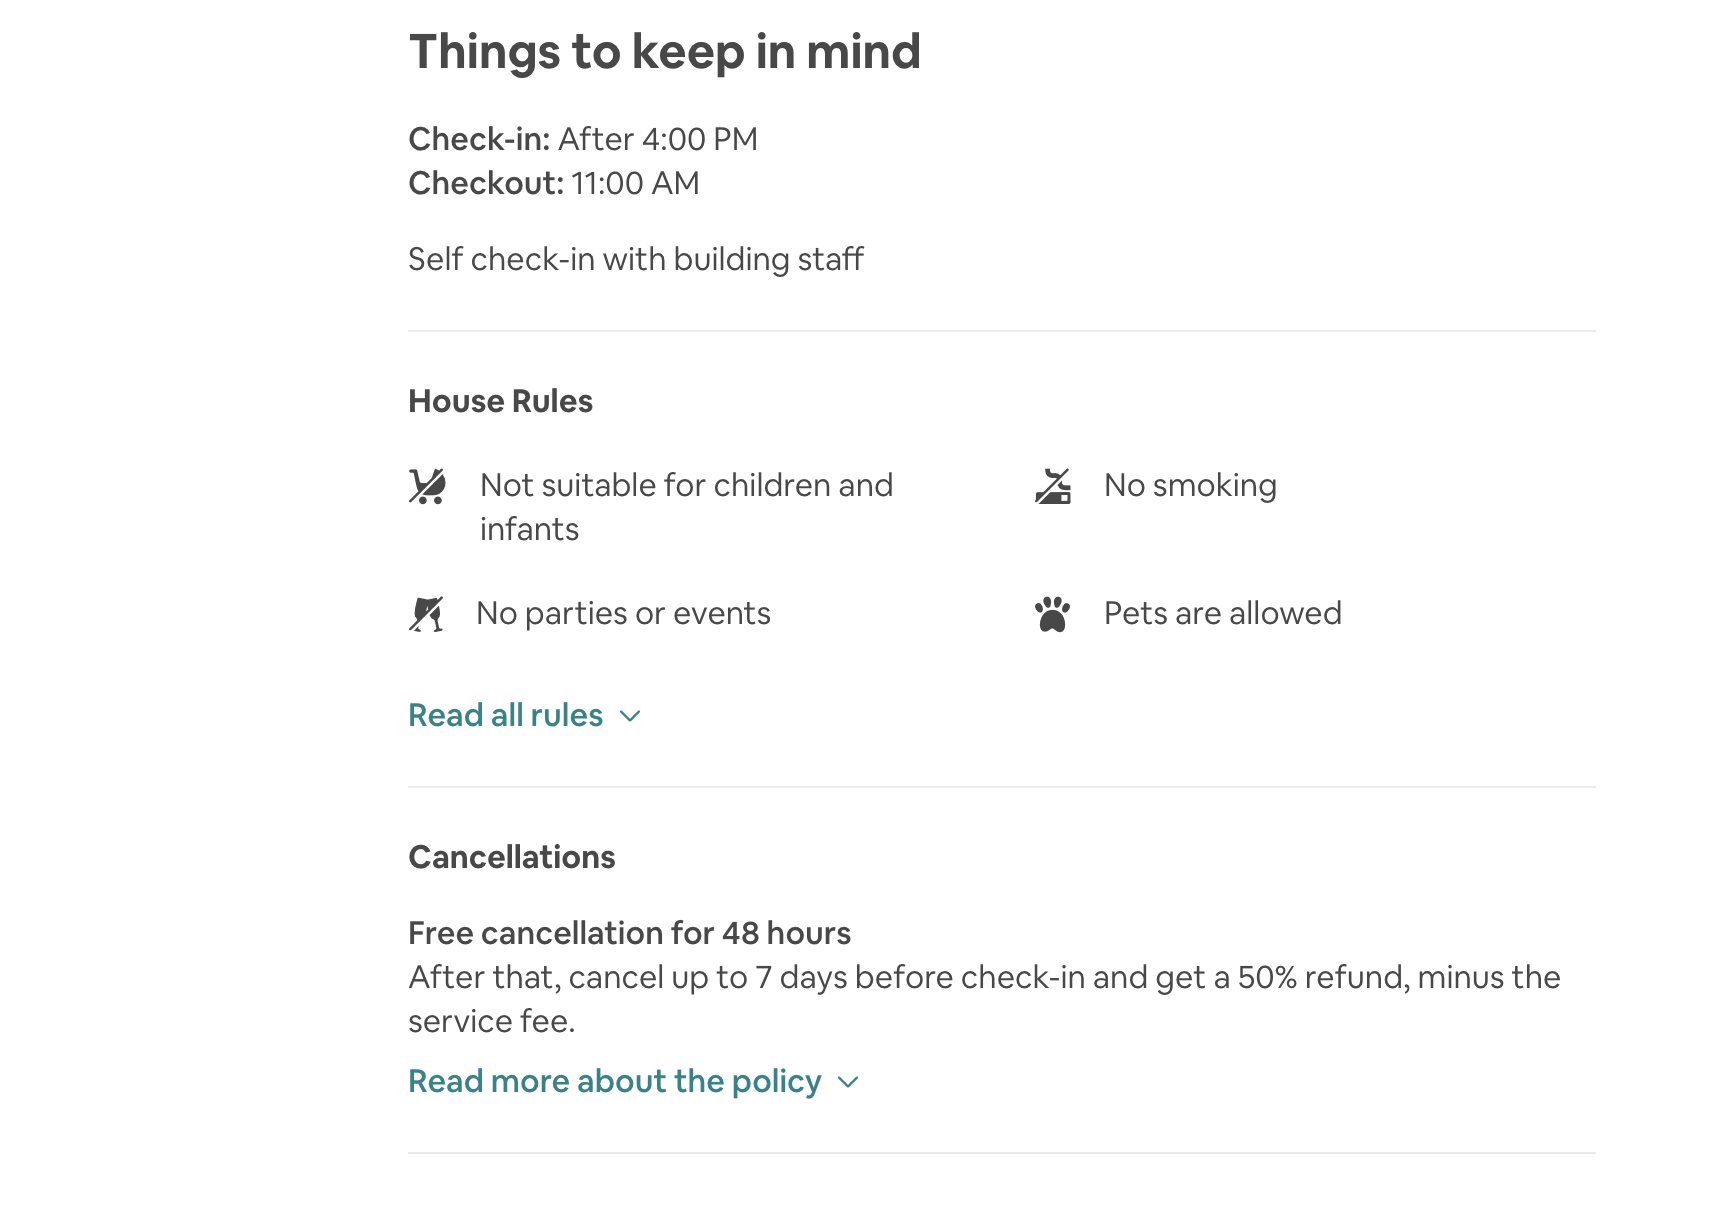 Things to keep in mind
Check-in: After 4:00 PM
Checkout: 11:00 AM
Self check-in with building staff
House Rules
Not suitable for children and
infants
No smoking
No parties or events
Pets are allowed
Read all rules
Cancellations
Free cancellation for 48 hours
After that, cancel up to 7 days before check-in and get a 50% refund, minus the
service fee.
Read more about the policy